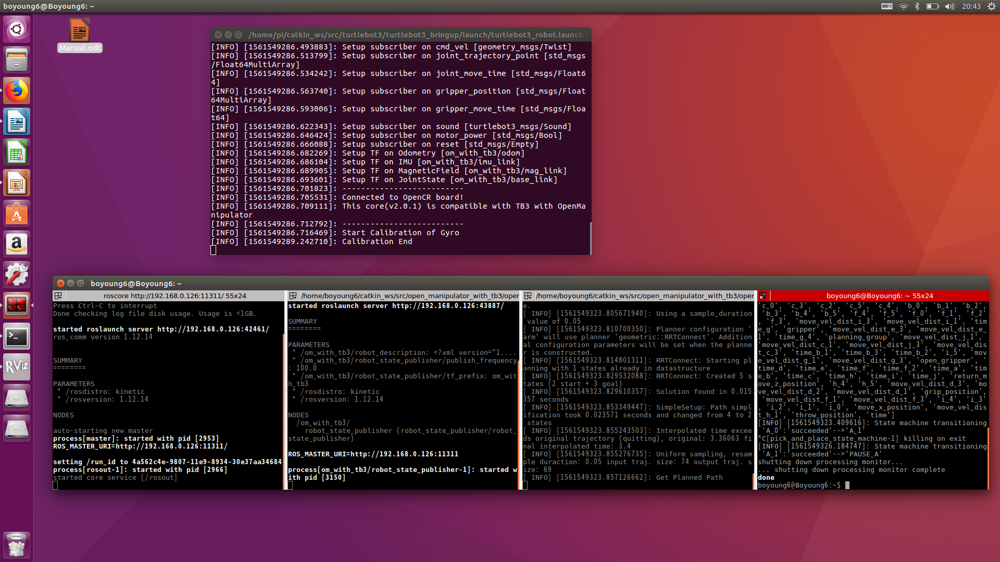 boyoung6@Boyoung6: ~
20:43
Manual.odt
/home/pi/catkin_ws/src/turtlebot3/turtlebot3_bringup/launch/turtlebot3_robot.launch
[INFO] [1561549286.493883]: Setup subscriber on cmd_vel [geometry_msgs/Twist]
[INFO] [1561549286.513799]: Setup subscriber on joint_trajectory_point [std_msgs
/Float64MultiArray]
[INFO] [1561549286.534242]: Setup subscriber on joint_move_time [std_msgs/Float6
4]
[INFO] [1561549286.563740]: Setup subscriber on gripper_position [std_msgs/Float
64MultiArray]
[INFO] [1561549286.593006]: Setup subscriber on gripper_move_time [std_msgs/Floa
t64]
[INFO] [1561549286.622343]: Setup subscriber on sound [turtlebot3_msgs/Sound]
[INFO] [1561549286.646424]: Setup subscriber on motor_power [std_msgs/Bool]
[INFO] [1561549286.666088]: Setup subscriber on reset [std_msgs/Empty]
[INFO] [1561549286.682269]: Setup TF on Odometry [om_with_tb3/odom]
[INFO] [1561549286.686104]: Setup TF on IMU [om_with_tb3/imu_link]
[INFO] [1561549286.689905]: Setup TF on MagneticField [om_with_tb3/mag_link]
[INFO] [1561549286.693601]: Setup TF on JointState [om_with_tb3/base_link]
[INFO] [1561549286.701823]: --------------------------
[INFO] [1561549286.705531]: Connected to OpenCR board!
[INFO] [1561549286.709111]: This core(v2.0.1) is compatible with TB3 with OpenMa
nipulator
[INFO] [1561549286.712792]: --------------------------
[INFO] [1561549286.716469]: Start Calibration of Gyro
[INFO] [1561549289.242710]: Calibration End
boyoung6@Boyoung6: ~
roscore http://192.168.0.126:11311/ 55x24
Press Ctrl-C to interrupt
Done checking log file disk usage. Usage is <1GB.
started roslaunch server http://192.168.0.126:42461/
ros_comm version 1.12.14
SUMMARY
========
PARAMETERS
* /rosdistro: kinetic
* /rosversion: 1.12.14
NODES
auto-starting new master
process[master]: started with pid [2953]
ROS_MASTER_URI=http://192.168.0.126:11311/
setting /run_id to 4a562c4e-9807-11e9-8934-30e37aa34684
process[rosout-1]: started with pid [2966]
started core service [/rosout]
/home/boyoung6/catkin_ws/src/open_manipulator_with_tb3/oper
started roslaunch server http://192.168.0.126:43887/
SUMMARY
========
PARAMETERS
* /om_with_tb3/robot_description: <?xml version="1....
* /om_with_tb3/robot_state_publisher/publish_frequency
: 100.0
* /om_with_tb3/robot_state_publisher/tf_prefix: om_wit
h_tb3
* /rosdistro: kinetic
* /rosversion: 1.12.14
NODES
/om_with_tb3/
robot_state_publisher (robot_state_publisher/robot_
state_publisher)
ROS_MASTER_URI=http://192.168.0.126:11311
process[om_with_tb3/robot_state_publisher-1]: started w
ith pid [3150]
/home/boyoung6/catkin_ws/src/open_manipulator_with_tb3/oper
e.
[ INFO] [1561549323.805671940]: Using a sample_duration
value of 0.05
[ INFO] [1561549323.810700350]: Planner configuration '
arm' will use planner 'geometric::RRTConnect'. Addition
al configuration parameters will be set when the planne
r is constructed.
[ INFO] [1561549323.814801311]: RRTConnect: Starting pl
anning with 1 states already in datastructure
[ INFO] [1561549323.829532088]: RRTConnect: Created 5 s
tates (2 start + 3 goal)
[ INFO] [1561549323.829610357]: Solution found in 0.015
357 seconds
[ INFO] [1561549323.853349447]: SimpleSetup: Path simpl
ification took 0.023571 seconds and changed from 4 to 2
states
[ INFO] [1561549323.855243503]: Interpolated time excee
ds original trajectory (quitting), original: 3.36063 fi
nal interpolated time: 3.4
[ INFO] [1561549323.855276735]: Uniform sampling, resam
ple duraction: 0.05 input traj. size: 74 output traj. s
ize: 69
[ INFO] [1561549323.857126662]: Get Planned Path
boyoung6@Boyoung6: ~ 55x24
'c_0', 'c_3', 'c_2', 'c_5', 'c_4', 'b_0', 'b_1', 'b_2',
'b_3', 'b_4', 'b_5', 'f_4', 'f_5', 'f_0', 'f_1', 'f_2'
, 'f_3', 'move_vel_dist_i_3', 'move_vel_dist_i_1', 'tim
e_g', 'gripper', 'move_vel_dist_e_3', 'move_vel_dist_e_
1', 'time_g_4', 'planning_group', 'move_vel_dist_j_1',
'move_vel_dist_c_1', 'move_vel_dist_j_3', 'move_vel_dis
t_c_3', 'time_b_1', 'time_b_3', 'time_b_2', 'i_5', 'mov
e_vel_dist_g_1', 'move_vel_dist_g_3', 'open_gripper', '
time_d', 'time_e', 'time_f', 'time_f_2', 'time_a', 'tim
e_b', 'time_c', 'time_h', 'time_i', 'time_j', 'return_m
ove_z_position', 'h_4', 'h_5', 'move_vel_dist_d_3', 'mo
ve_vel_dist_d_2', 'move_vel_dist_d_1', 'grip_position',
'move_vel_dist_f_1', 'move_vel_dist_f_3', 'i_4', 'i_3'
, 'i_2', 'i_1', 'i_0', 'move_x_position', 'move_vel_dis
t_h_1', 'throw_position', 'time']
[INFO] [1561549323.409616]: State machine transitioning
'A_0':'succeeded'-->'A_1'
^C[pick_and_place_state_machine-1] killing on exit
[INFO] [1561549326.184747]: State machine transitioning
'A_1':'succeeded'-->'PAUSE_A'
shutting down processing monitor...
... shutting down processing monitor complete
done
boyoung6@Boyoung6:~$
RViz